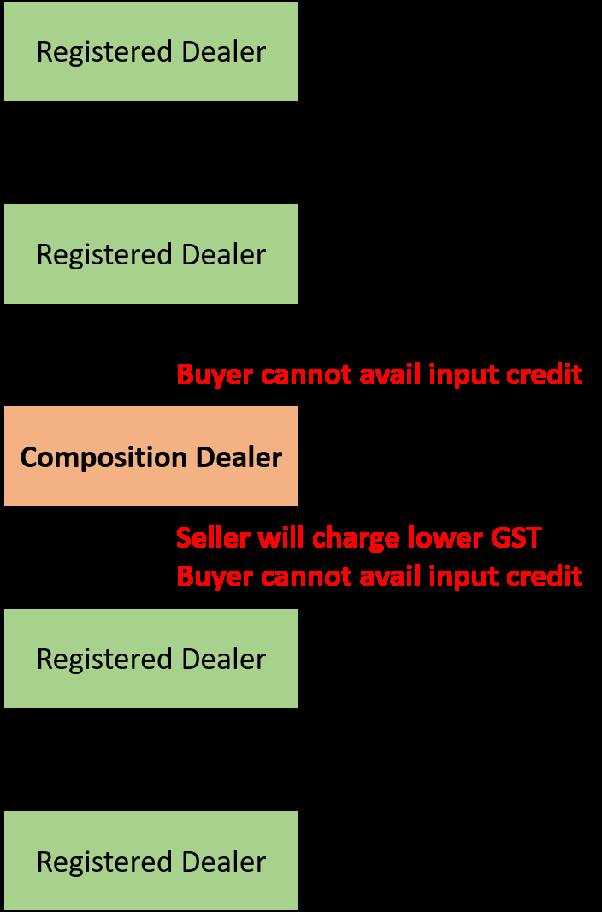 Registered Dealer
Registered Dealer
Buyer cannot avail input credit
Composition Dealer
Seller will charge lower GST
Buyer cannot avail input credit
Registered Dealer
Registered Dealer